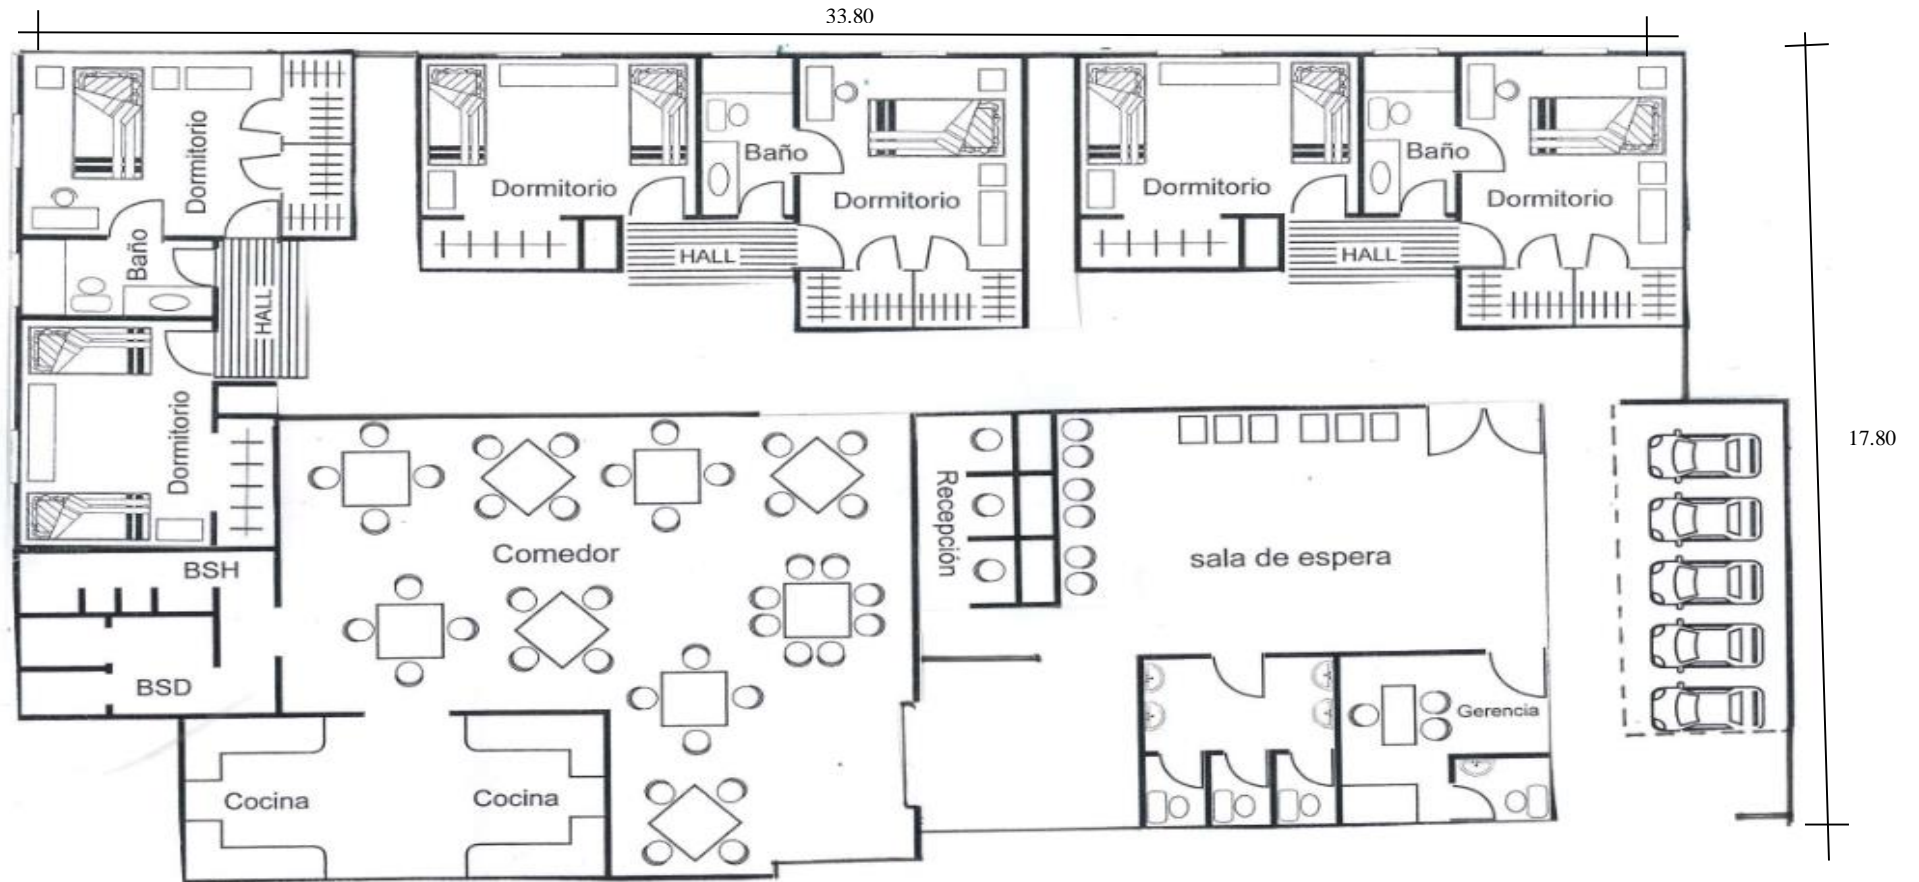 33.80
Dormitorio
Baño
HALL
Dormitorio
HALL
Baño
Dormitorio
Dormitorio
HALL
Baño
Dormitorio
Dormitorio
17.80
BSH
BSD
Comedor
Recepción
sala de espera
Gerencia
Cocina
Cocina